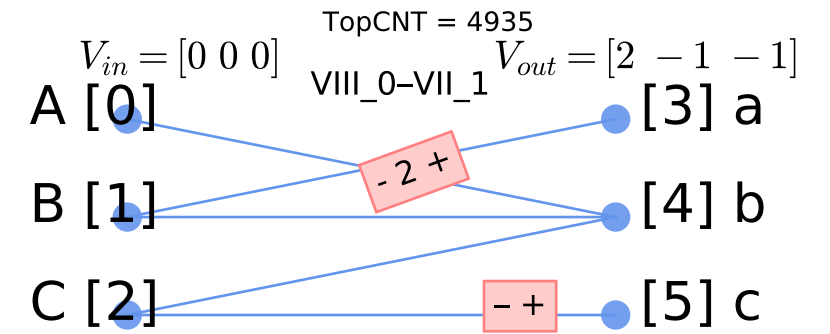 TopCNT = 4935
V_in = [0 0 0]
V_out = [2 −1 −1]
VIII_0–VII_1
A [0]
[3] a
- 2 +
B [1]
[4] b
C [2]
– +
[5] c